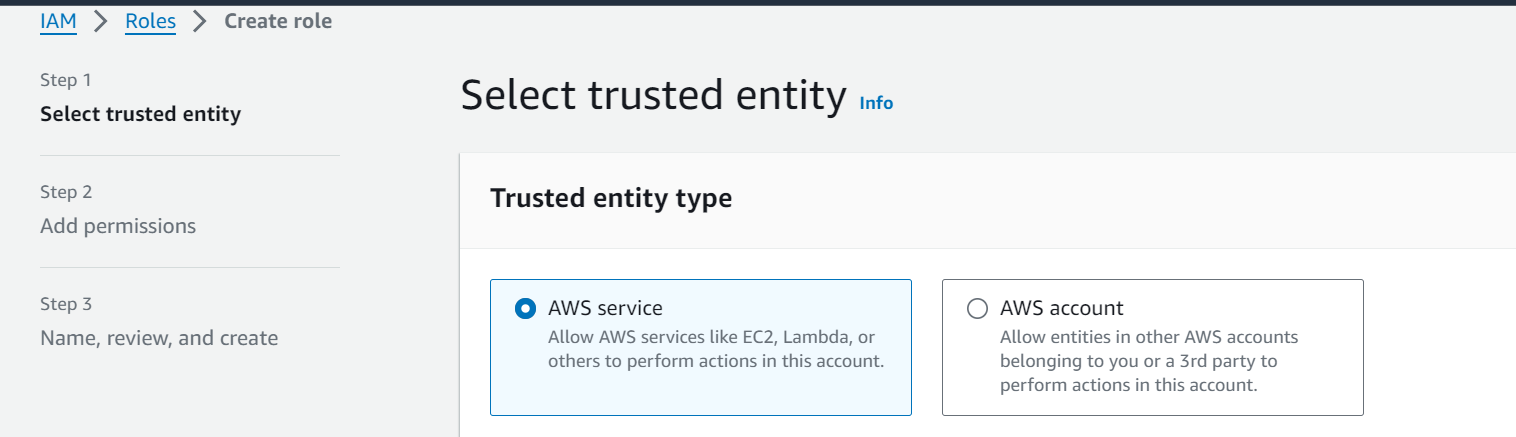 IAM > Roles > Create role
Step 1
Select trusted entity
Step 2
Add permissions
Step 3
Name, review, and create
Select trusted entity Info
Trusted entity type
AWS service
Allow AWS services like EC2, Lambda, or
others to perform actions in this account.
AWS account
Allow entities in other AWS accounts
belonging to you or a 3rd party to
perform actions in this account.